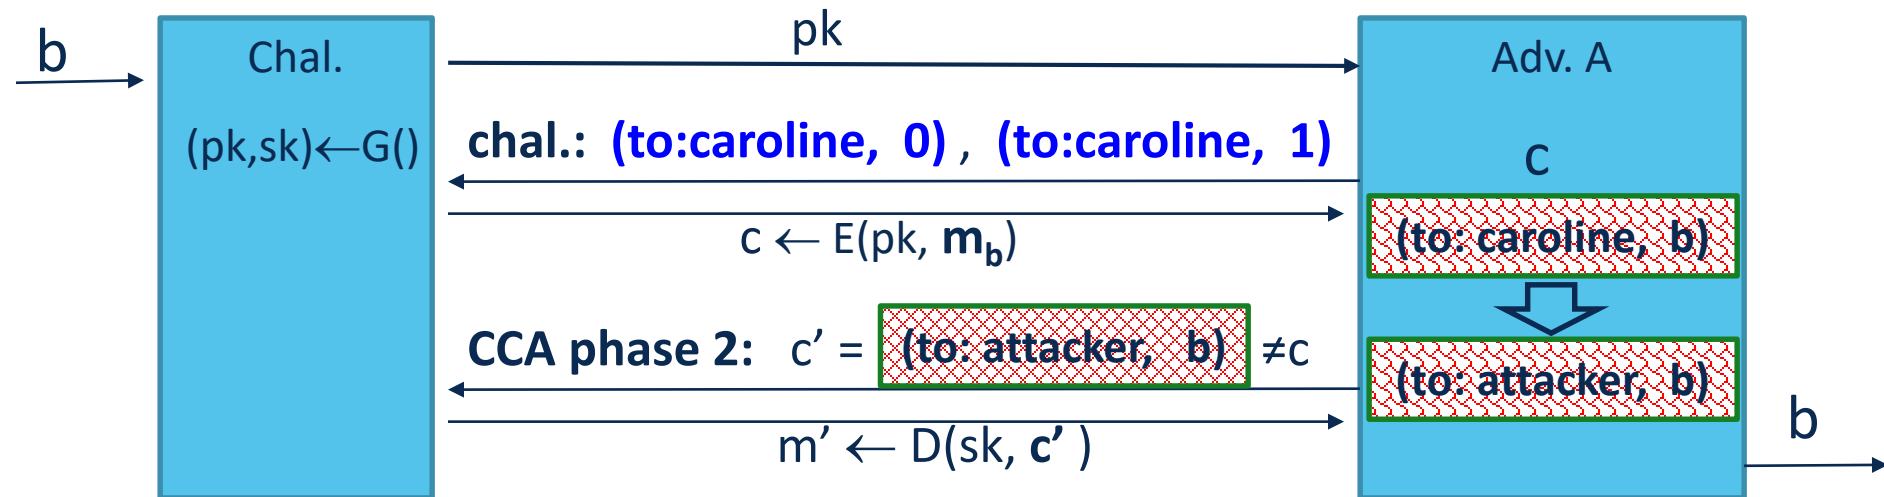 b
Chal.
(pk,sk)←G()
pk
chal.: (to:caroline, 0) , (to:caroline, 1)
c ← E(pk, mb)
CCA phase 2: c’ = (to: attacker, b) ≠c
m’ ← D(sk, c’ )
Adv. A
c
(to: caroline, b)
(to: attacker, b)
b